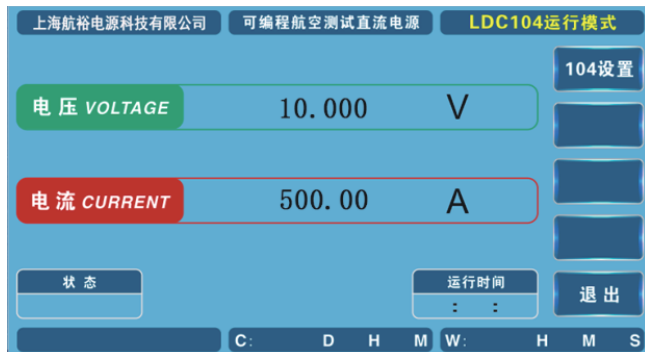 上海航裕电源科技有限公司 可编程航空测试直流电源 LDC104运行模式
104设置
电压 VOLTAGE 10.000 V
电流 CURRENT 500.00 A
状态 运行时间
: :
退出
C: D H M W: H M S